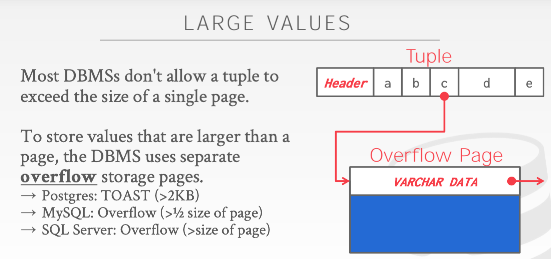 LARGE VALUES
Most DBMSs don't allow a tuple to
exceed the size of a single page.
To store values that are larger than a
page, the DBMS uses separate
overflow storage pages.
→ Postgres: TOAST (>2KB)
→ MySQL: Overflow (>½ size of page)
→ SQL Server: Overflow (>size of page)
Tuple
Header a b c d e
Overflow Page
VARCHAR DATA